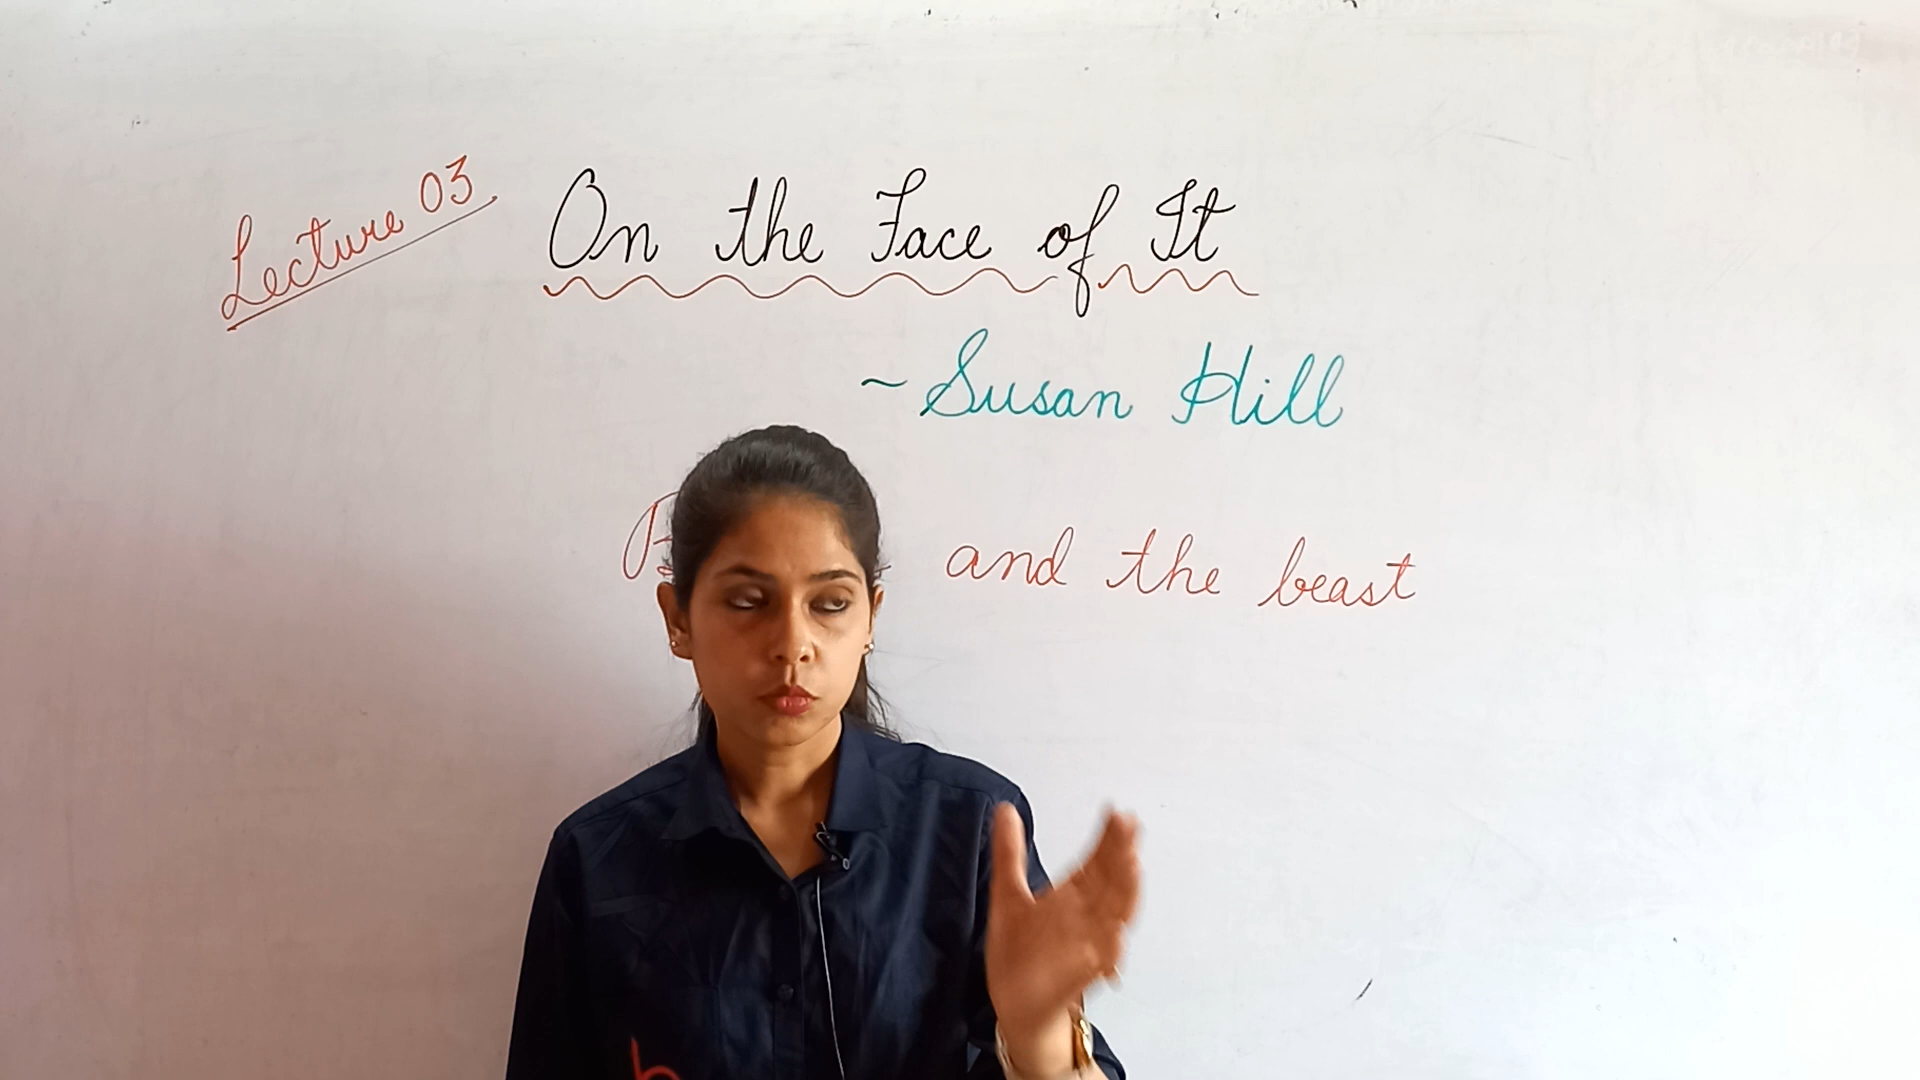 Lecture 03
On the Face of It
~ Susan Hill
and the beast